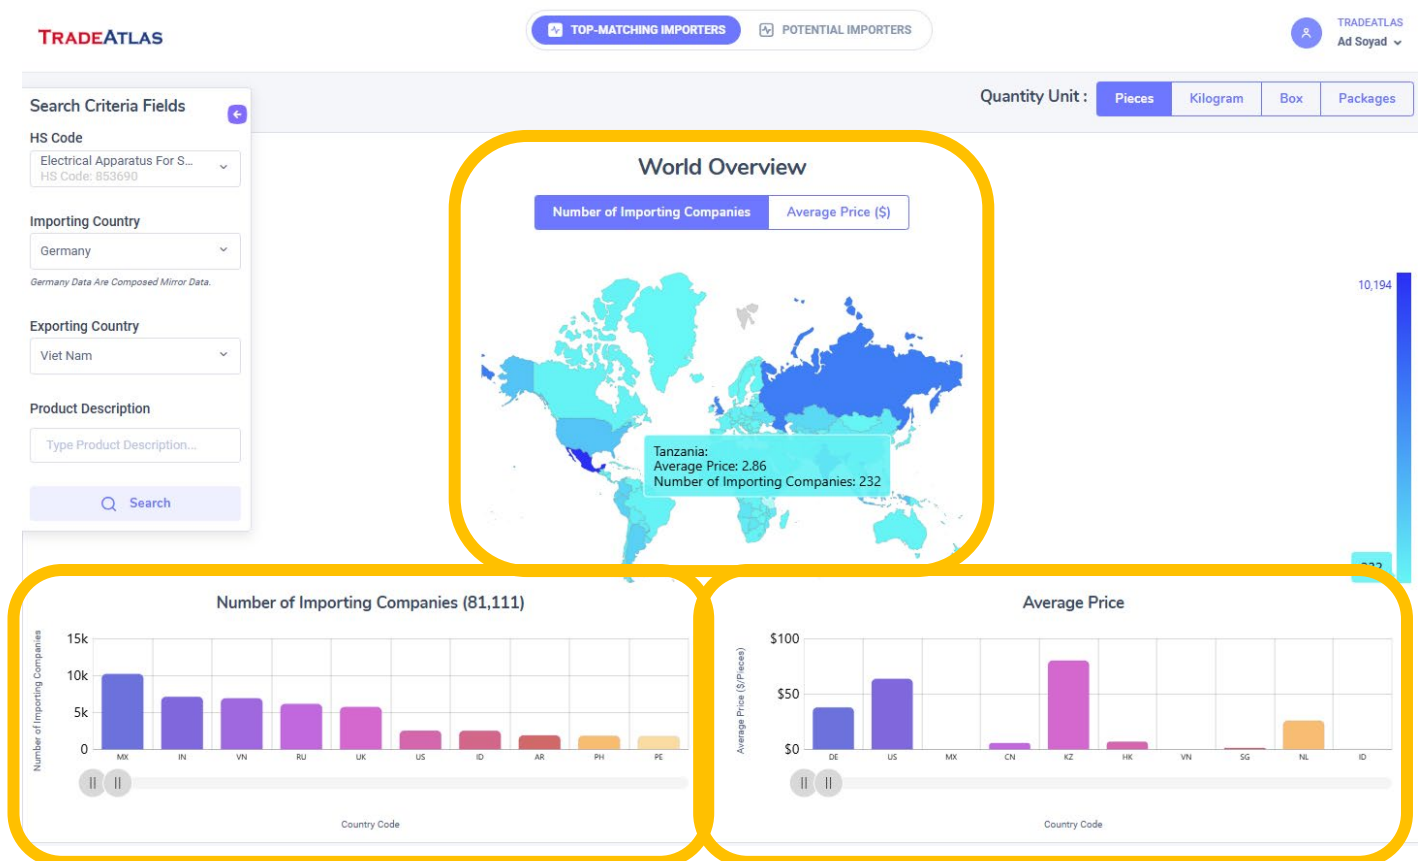 TRADEATLAS
TOP-MATCHING IMPORTERS
POTENTIAL IMPORTERS
TRADEATLAS
Ad Soyad
Search Criteria Fields
Quantity Unit :
Pieces
Kilogram
Box
Packages
HS Code
Electrical Apparatus For S...
HS Code: 853690
Importing Country
Germany
Germany Data Are Composed Mirror Data.
Exporting Country
Viet Nam
Product Description
Type Product Description...
Search
World Overview
Number of Importing Companies
Average Price ($)
10,194
Tanzania:
Average Price: 2.86
Number of Importing Companies: 232
232
Number of Importing Companies (81,111)
Number of Importing Companies
15k
10k
5k
0
MX IN VN RU UK US ID AR PH PE
Country Code
Average Price
Average Price ($/Pieces)
$100
$50
$0
DE US MX CN KZ HK VN SG NL ID
Country Code